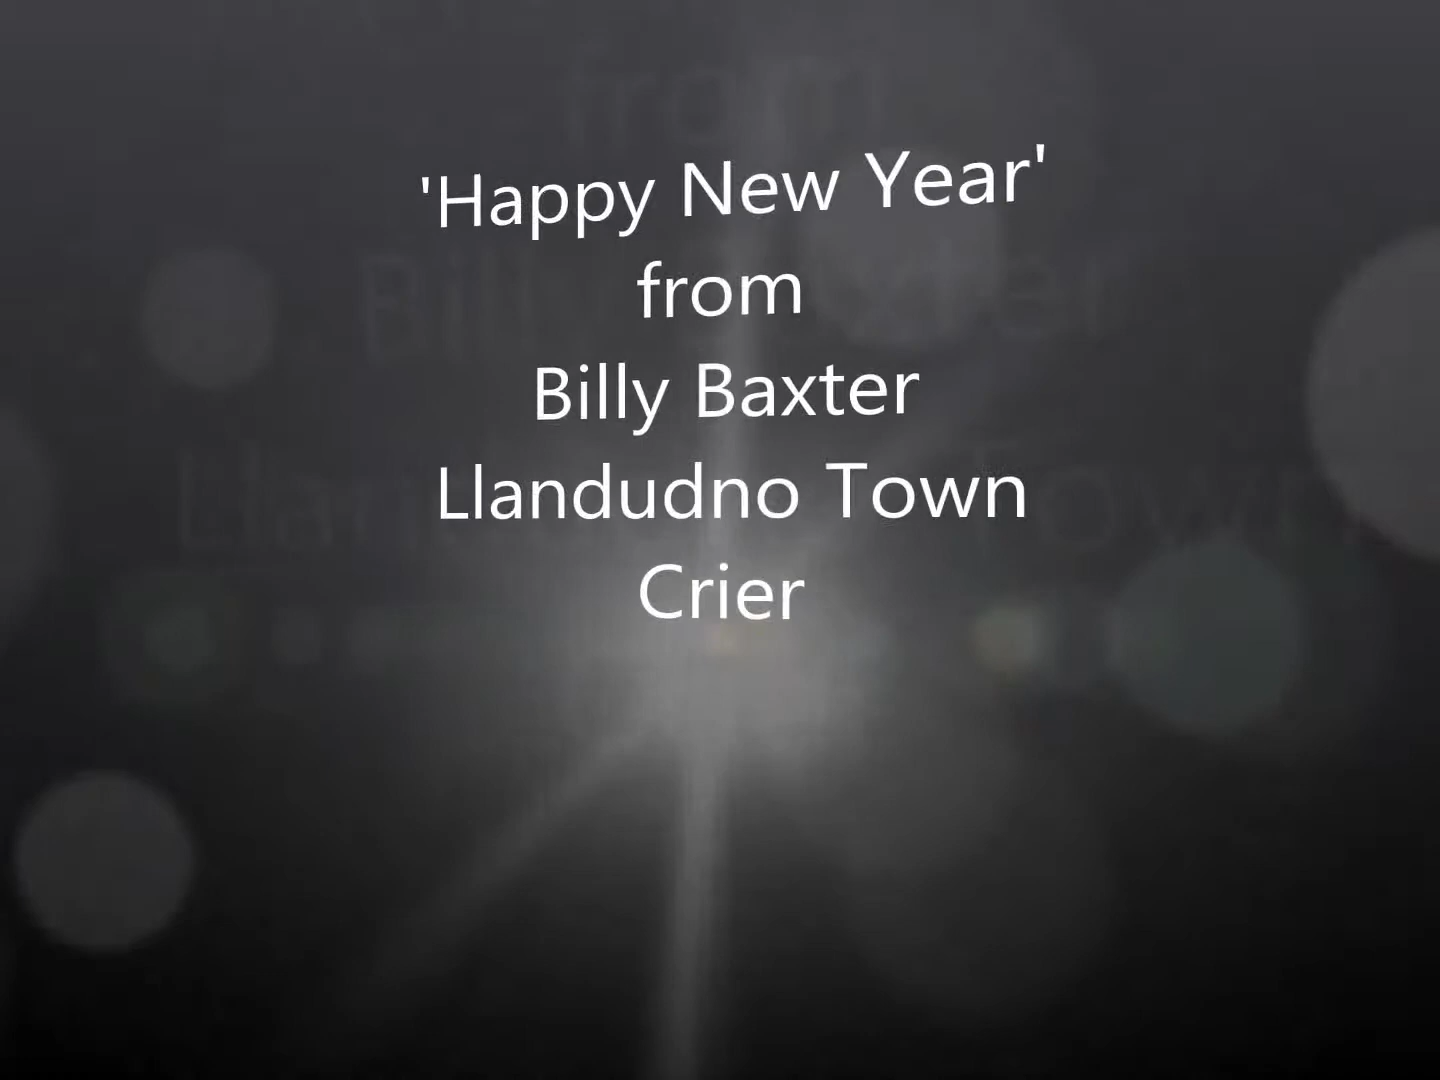 'Happy New Year'
from
Billy Baxter
Llandudno Town
Crier